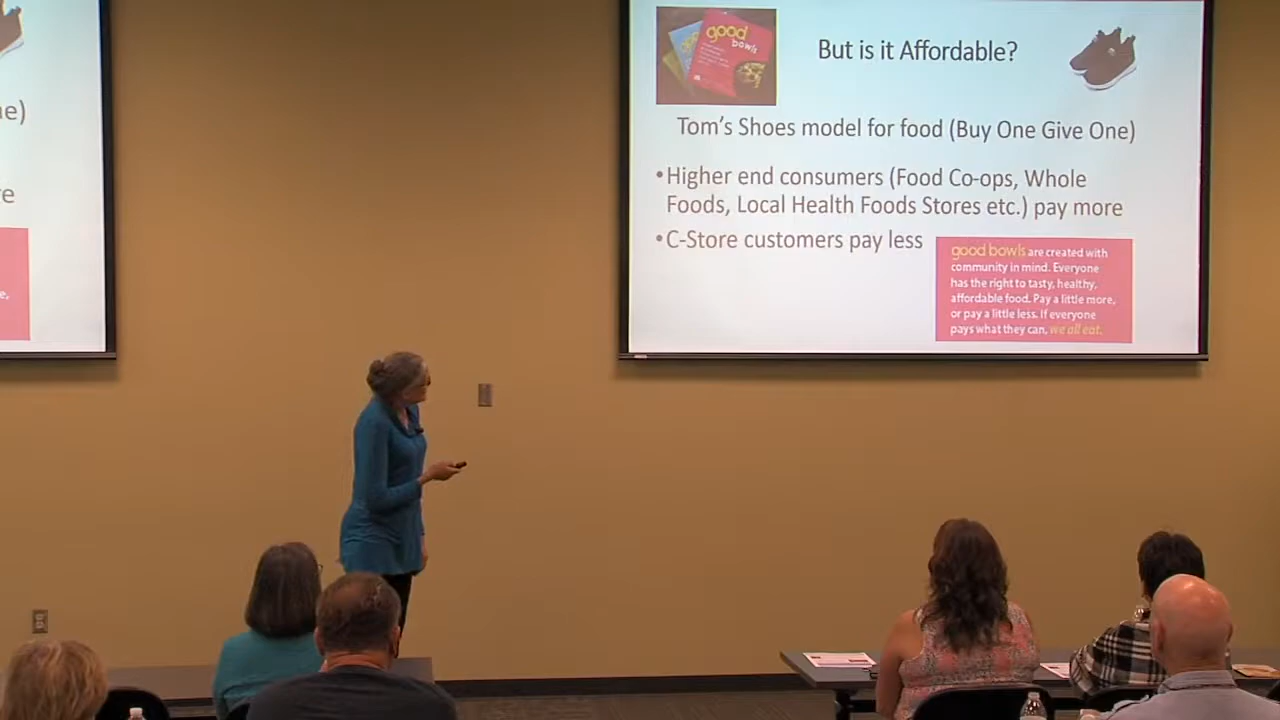 e)
e
e,
good
bowls
But is it Affordable?
Tom's Shoes model for food (Buy One Give One)
•Higher end consumers (Food Co-ops, Whole
Foods, Local Health Foods Stores etc.) pay more
•C-Store customers pay less
good bowls are created with
community in mind. Everyone
has the right to tasty, healthy,
affordable food. Pay a little more,
or pay a little less. If everyone
pays what they can, we all eat.